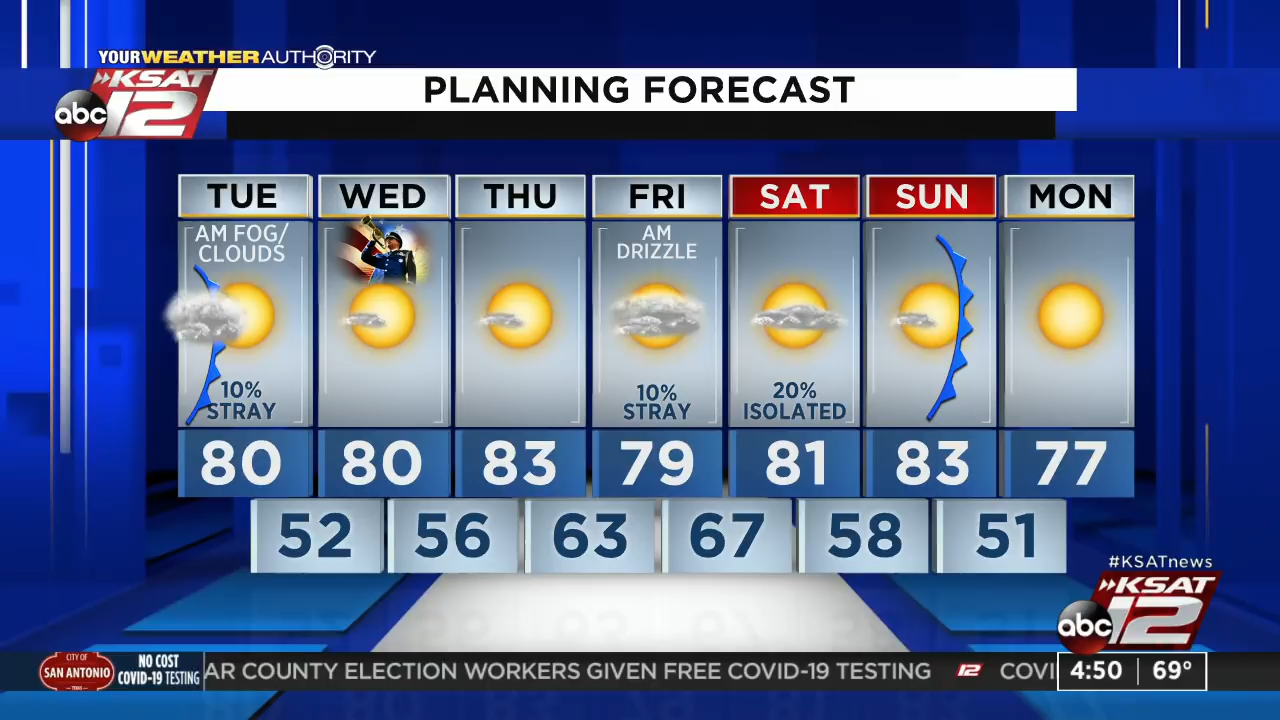 YOURWEATHERAUTHORITY
KSAT
abc 12
PLANNING FORECAST
TUE WED THU FRI SAT SUN MON
AM FOG/
CLOUDS
AM
DRIZZLE
10%
STRAY
10%
STRAY
20%
ISOLATED
80 80 83 79 81 83 77
52 56 63 67 58 51
#KSATnews
KSAT
abc 12
CITY OF
SAN ANTONIO
TEXAS
NO COST
COVID-19 TESTING
AR COUNTY ELECTION WORKERS GIVEN FREE COVID-19 TESTING 12 COVI
4:50 69°